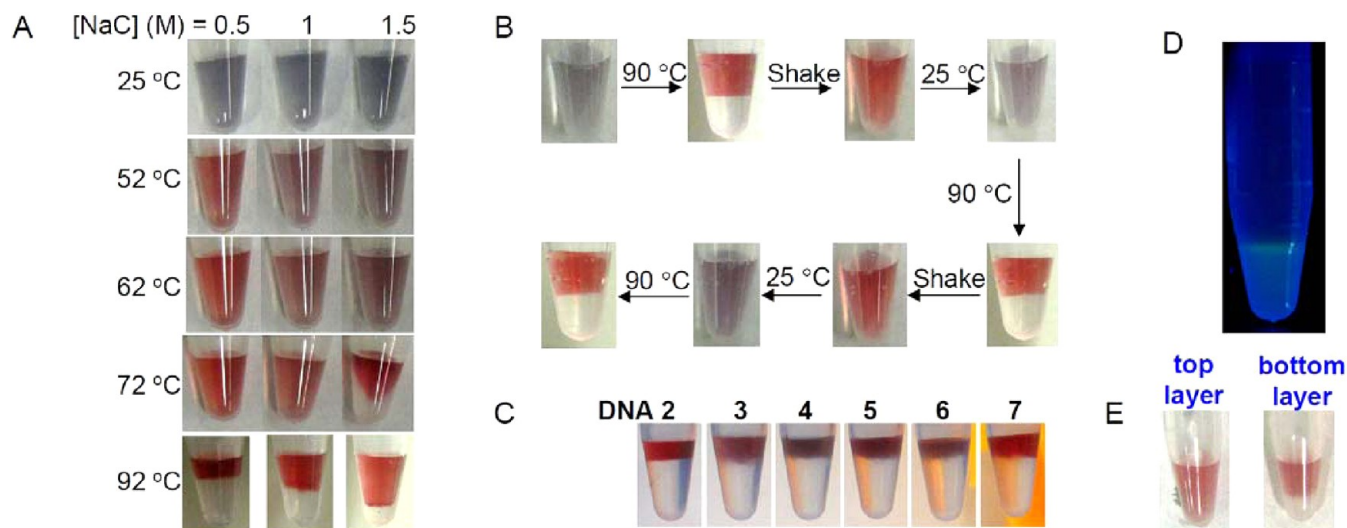 A
[NaC] (M) = 0.5 1 1.5
25 °C
52 °C
62 °C
72 °C
92 °C
B
90 °C
Shake
25 °C
90 °C
90 °C
25 °C
Shake
C
DNA 2 3 4 5 6 7
D
E
top
layer
bottom
layer